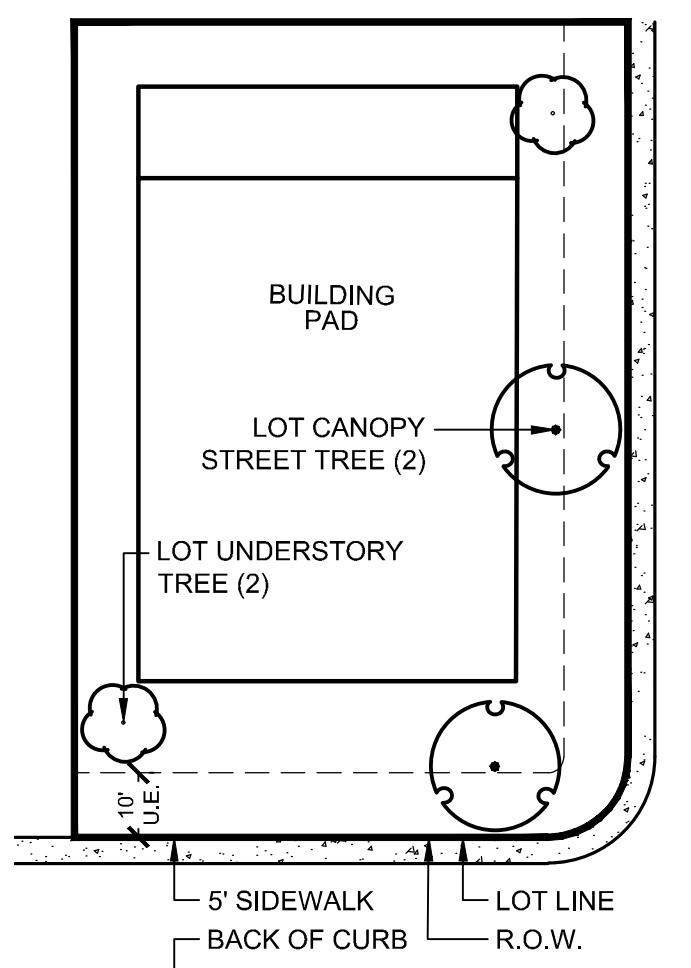 BUILDING
PAD
LOT CANOPY
STREET TREE (2)
LOT UNDERSTORY
TREE (2)
10'
U.E.
5' SIDEWALK
LOT LINE
BACK OF CURB
R.O.W.